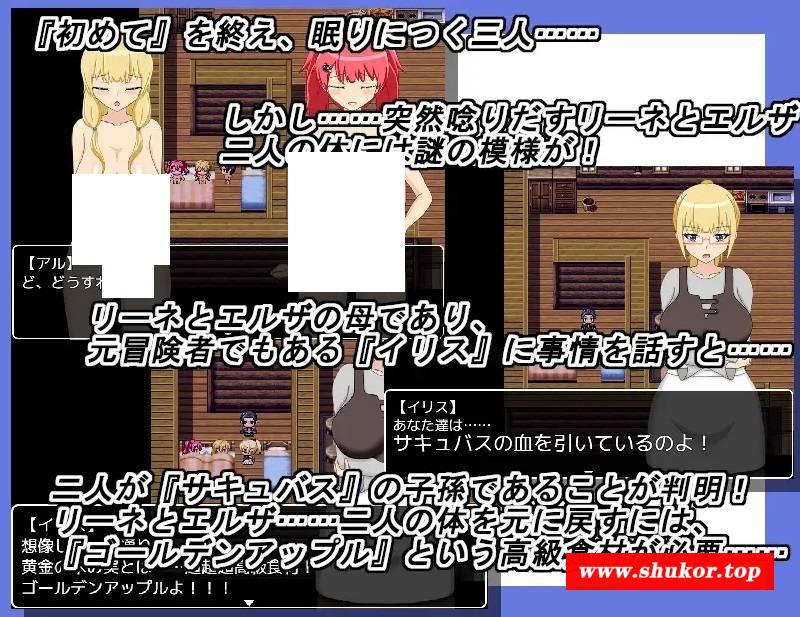 『初めて』を終え、眠りにつく三人……
しかし……突然唸りだすリーネとエルザ
二人の体には謎の模様が！
【アル】
ど、どうすれ
リーネとエルザの母であり、
元冒険者でもある『イリス』に事情を話すと……
【イリス】
あなた達は……
サキュバスの血を引いているのよ！
二人が『サキュバス』の子孫であることが判明！
リーネとエルザ……二人の体を元に戻すには、
『ゴールデンアップル』という高級食材が必要……
【イ
想像し
黄金の
ゴールデンアップルよ！！！
www.shukor.top